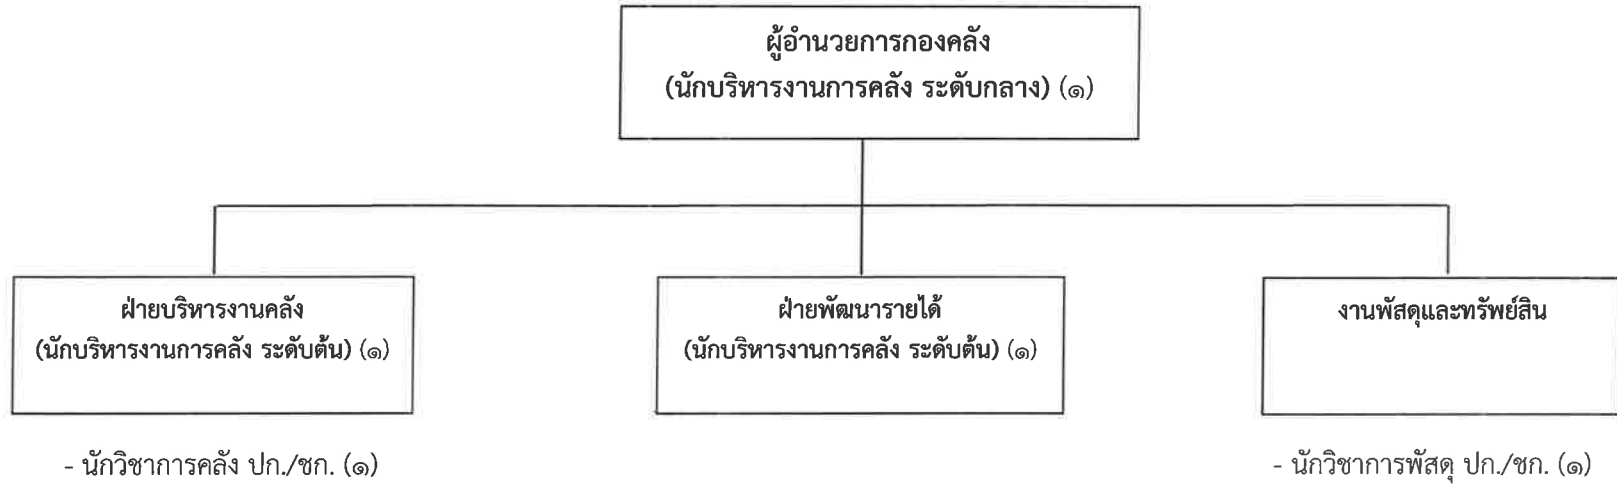 ผู้อำนวยการกองคลัง
(นักบริหารงานการคลัง ระดับกลาง) (๑)
ฝ่ายบริหารงานคลัง
(นักบริหารงานการคลัง ระดับต้น) (๑)
ฝ่ายพัฒนารายได้
(นักบริหารงานการคลัง ระดับต้น) (๑)
งานพัสดุและทรัพย์สิน
- นักวิชาการคลัง ปก./ชก. (๑)
- นักวิชาการพัสดุ ปก./ชก. (๑)